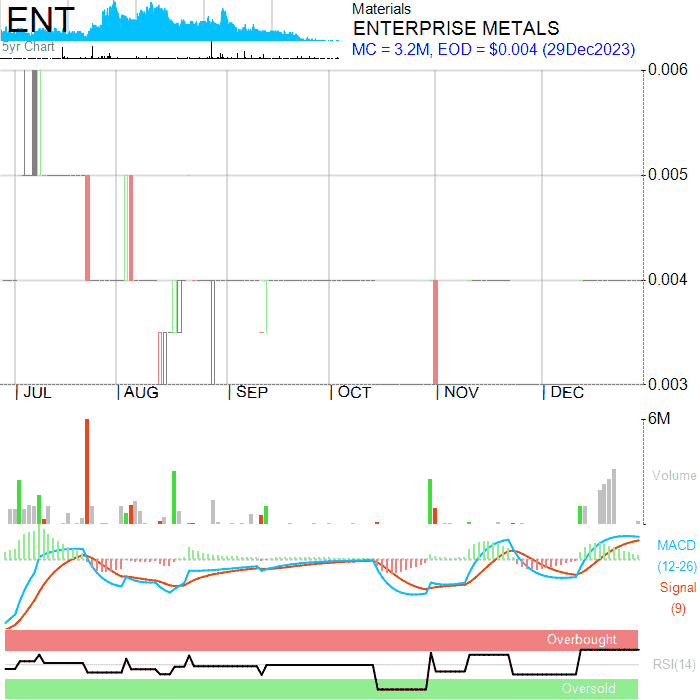 ENT
5yr Chart
Materials
ENTERPRISE METALS
MC = 3.2M, EOD = $0.004 (29Dec2023)
0.006
0.005
0.004
0.003
JUL
AUG
SEP
OCT
NOV
DEC
6M
Volume
MACD
(12-26)
Signal
(9)
Overbought
RSI(14)
Oversold